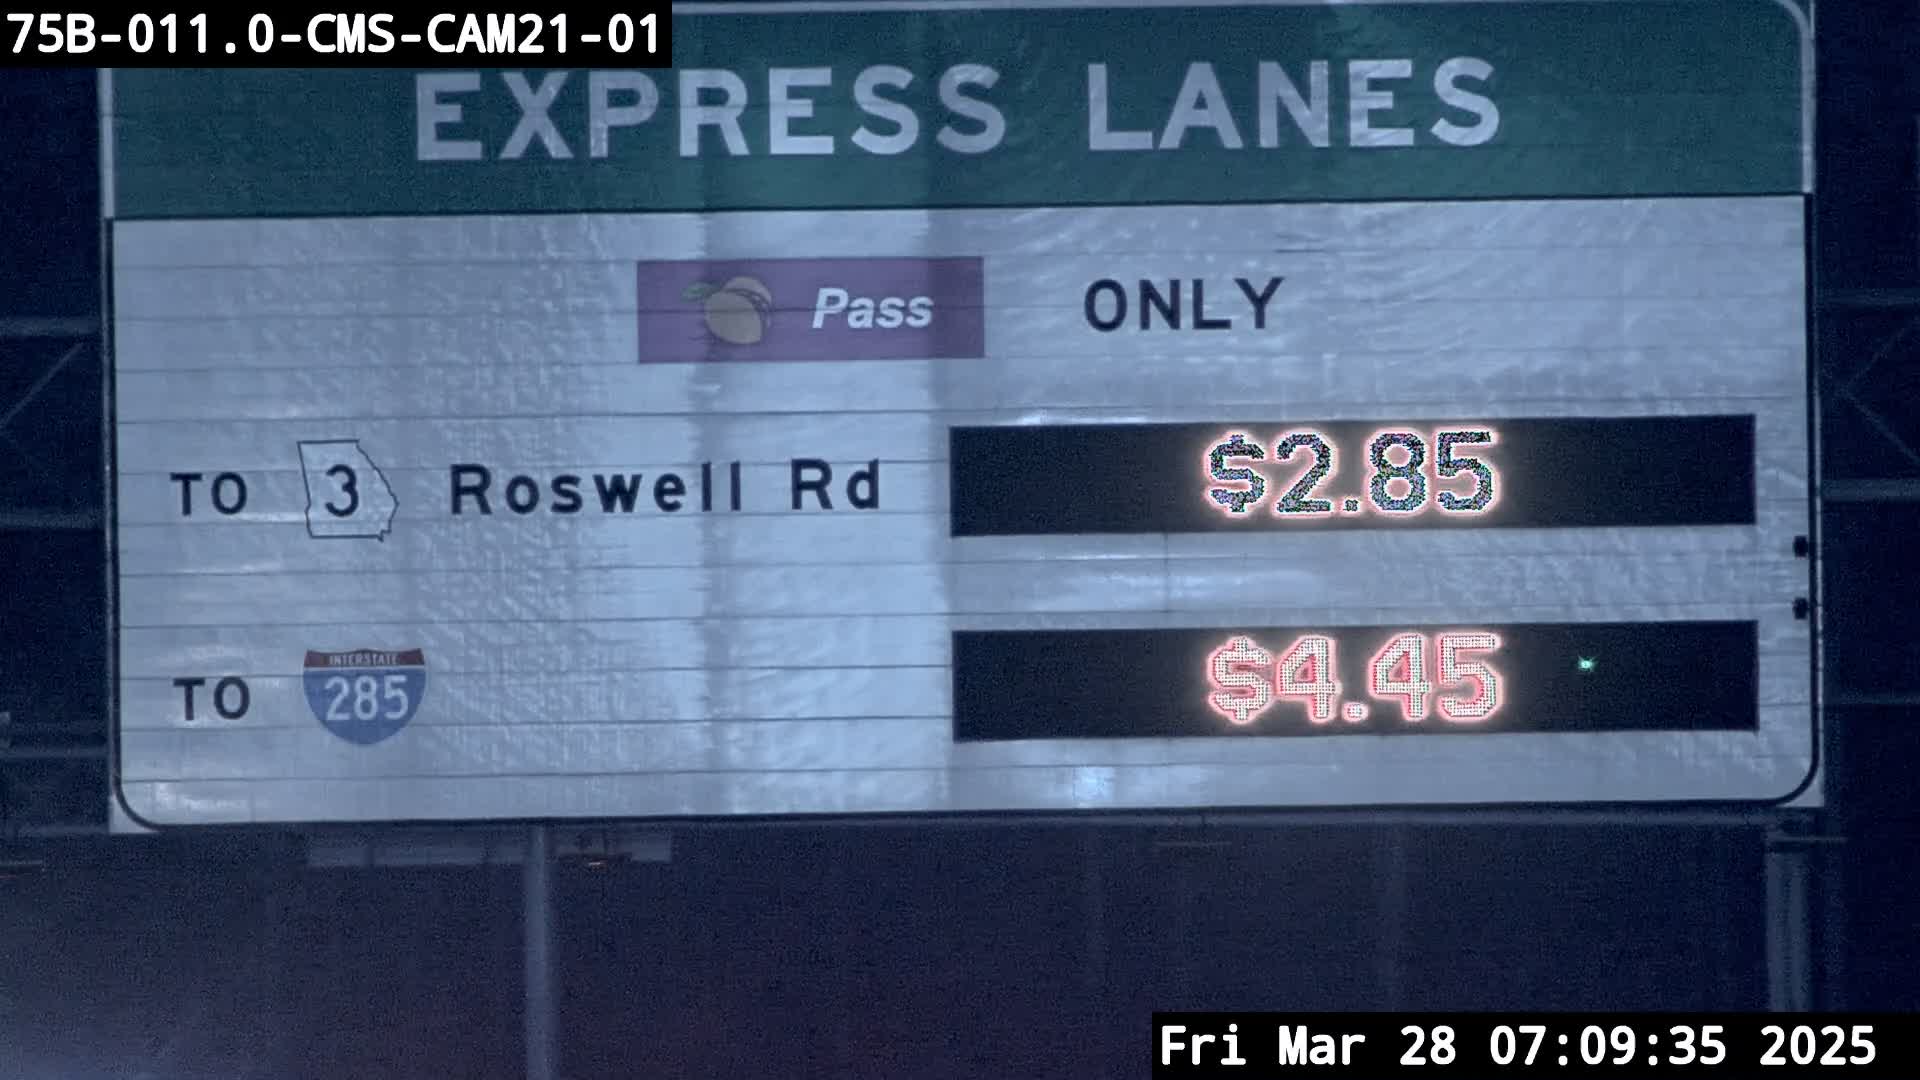 75B-011.0-CMS-CAM21-01
EXPRESS LANES
Pass ONLY
TO 3 Roswell Rd $2.85
TO INTERSTATE 285 $4.45
Fri Mar 28 07:09:35 2025